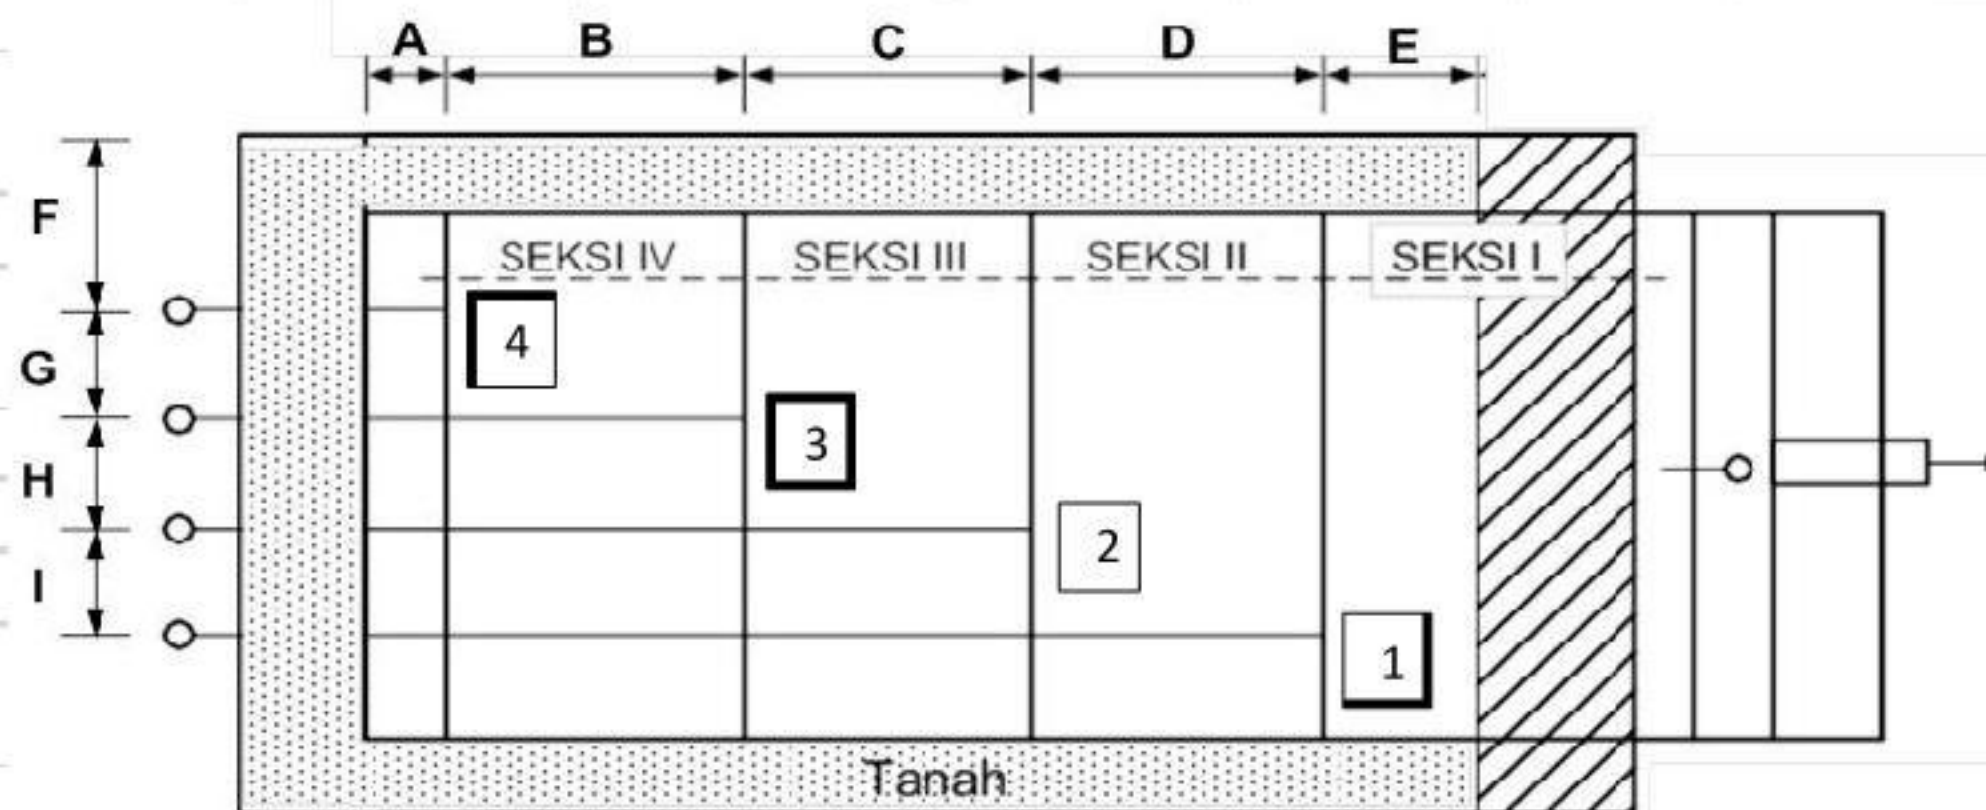 A B C D E
F
SEKSI IV SEKSI III SEKSI II SEKSI I
4
G
3
H
2
I
1
Tanah